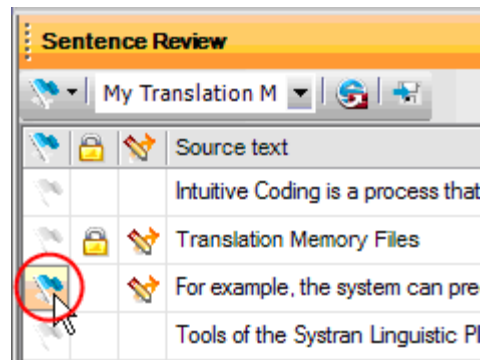 Sentence Review
My Translation M
Source text
Intuitive Coding is a process that
Translation Memory Files
For example, the system can pre
Tools of the Systran Linguistic Pl